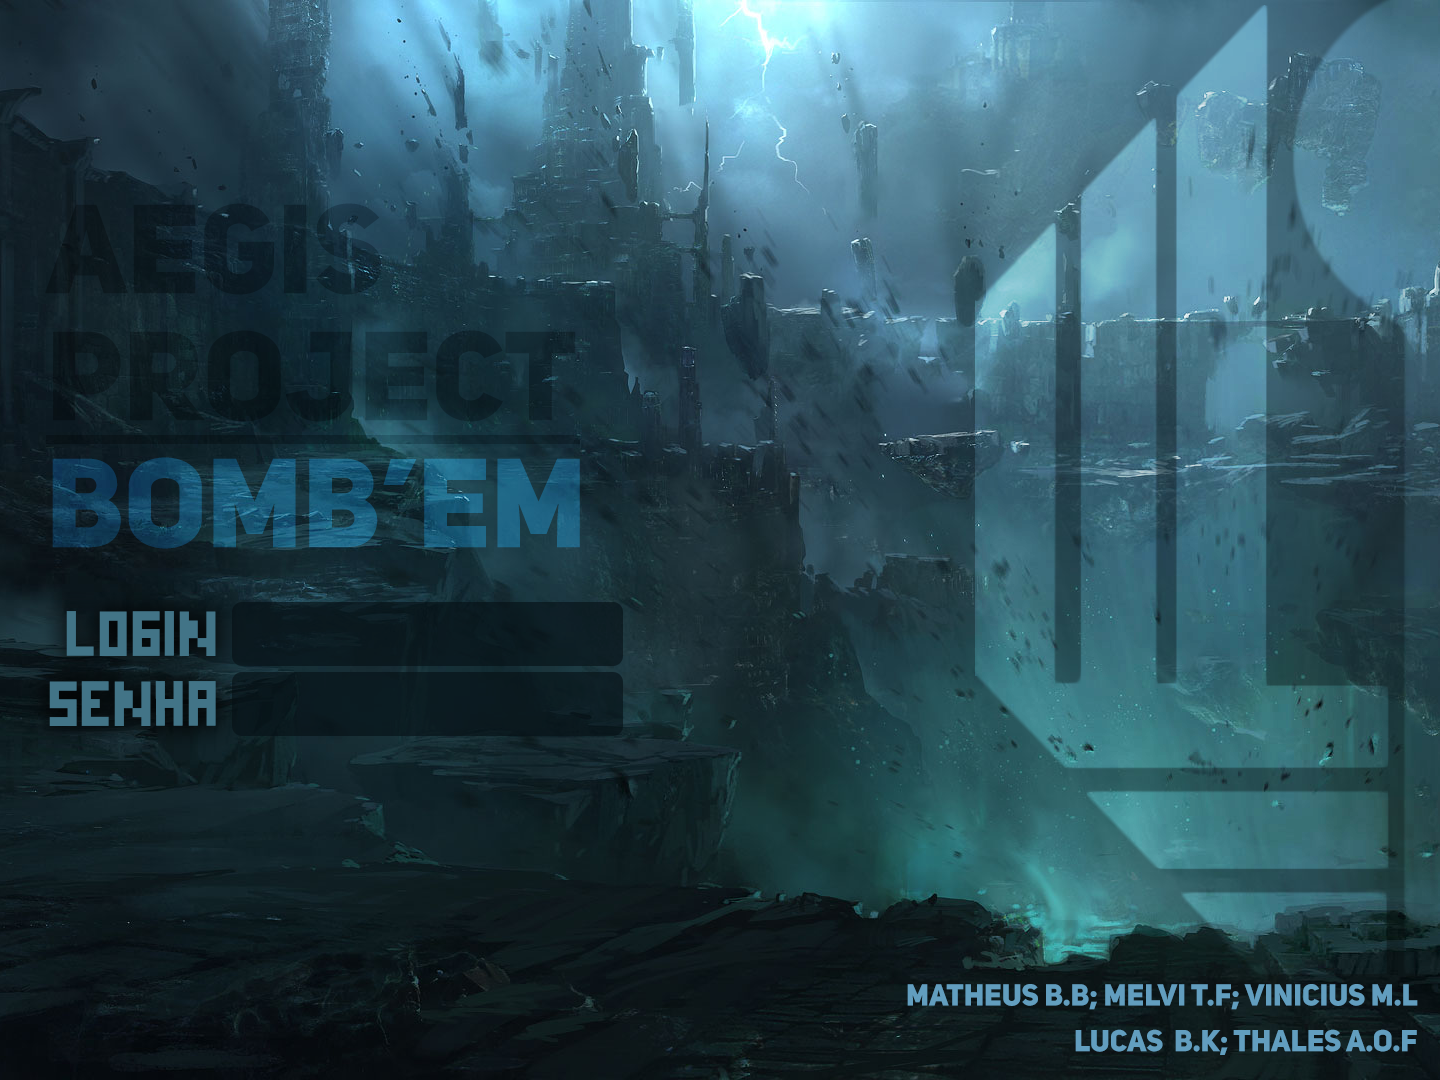 AEGIS
PROJECT
BOMB'EM
LOGIN
SENHA
MATHEUS B.B; MELVI T.F; VINICIUS M.L
LUCAS B.K; THALES A.O.F